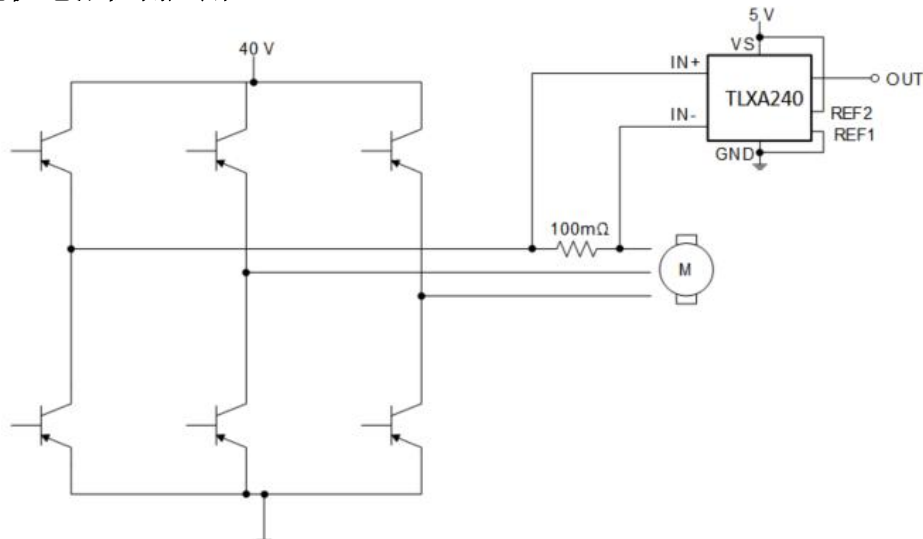 5 V
40 V
VS
IN+
TLXA240
OUT
REF2
IN-
REF1
GND
100mΩ
M